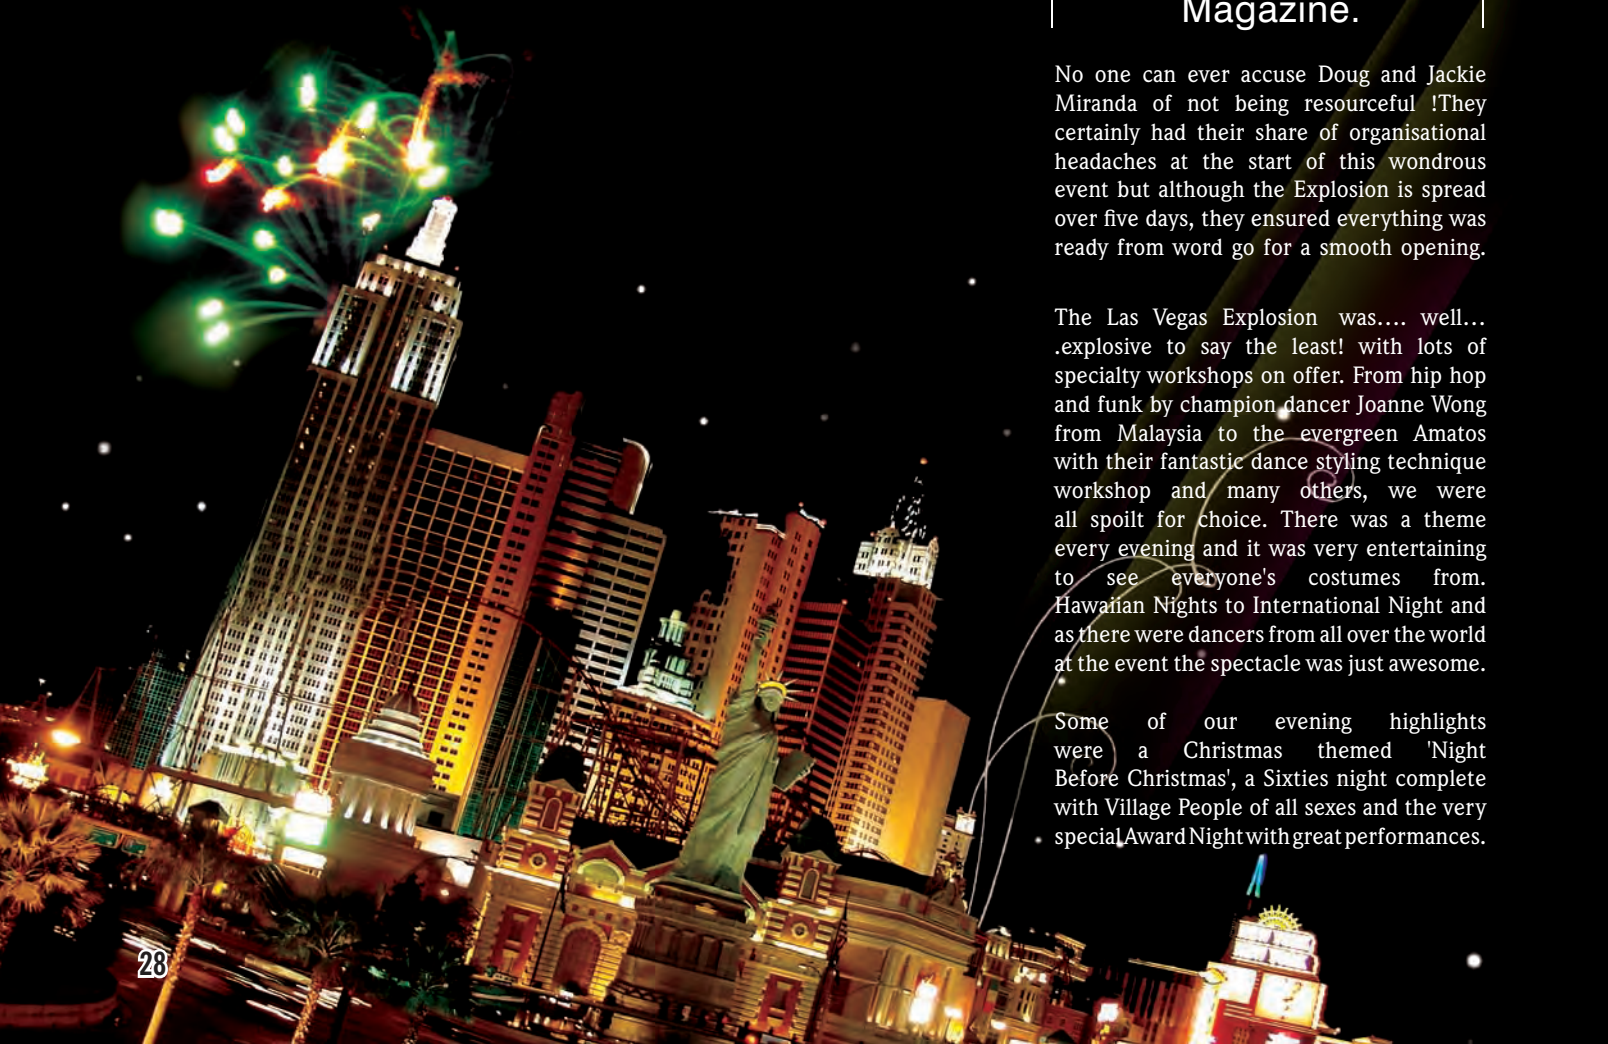 Magazine.
No one can ever accuse Doug and Jackie
Miranda of not being resourceful !They
certainly had their share of organisational
headaches at the start of this wondrous
event but although the Explosion is spread
over five days, they ensured everything was
ready from word go for a smooth opening.
The Las Vegas Explosion was.... well...
.explosive to say the least! with lots of
specialty workshops on offer. From hip hop
and funk by champion dancer Joanne Wong
from Malaysia to the evergreen Amatos
with their fantastic dance styling technique
workshop and many others, we were
all spoilt for choice. There was a theme
every evening and it was very entertaining
to see everyone's costumes from.
Hawaiian Nights to International Night and
as there were dancers from all over the world
at the event the spectacle was just awesome.
Some of our evening highlights
were a Christmas themed 'Night
Before Christmas', a Sixties night complete
with Village People of all sexes and the very
special Award Night with great performances.
28